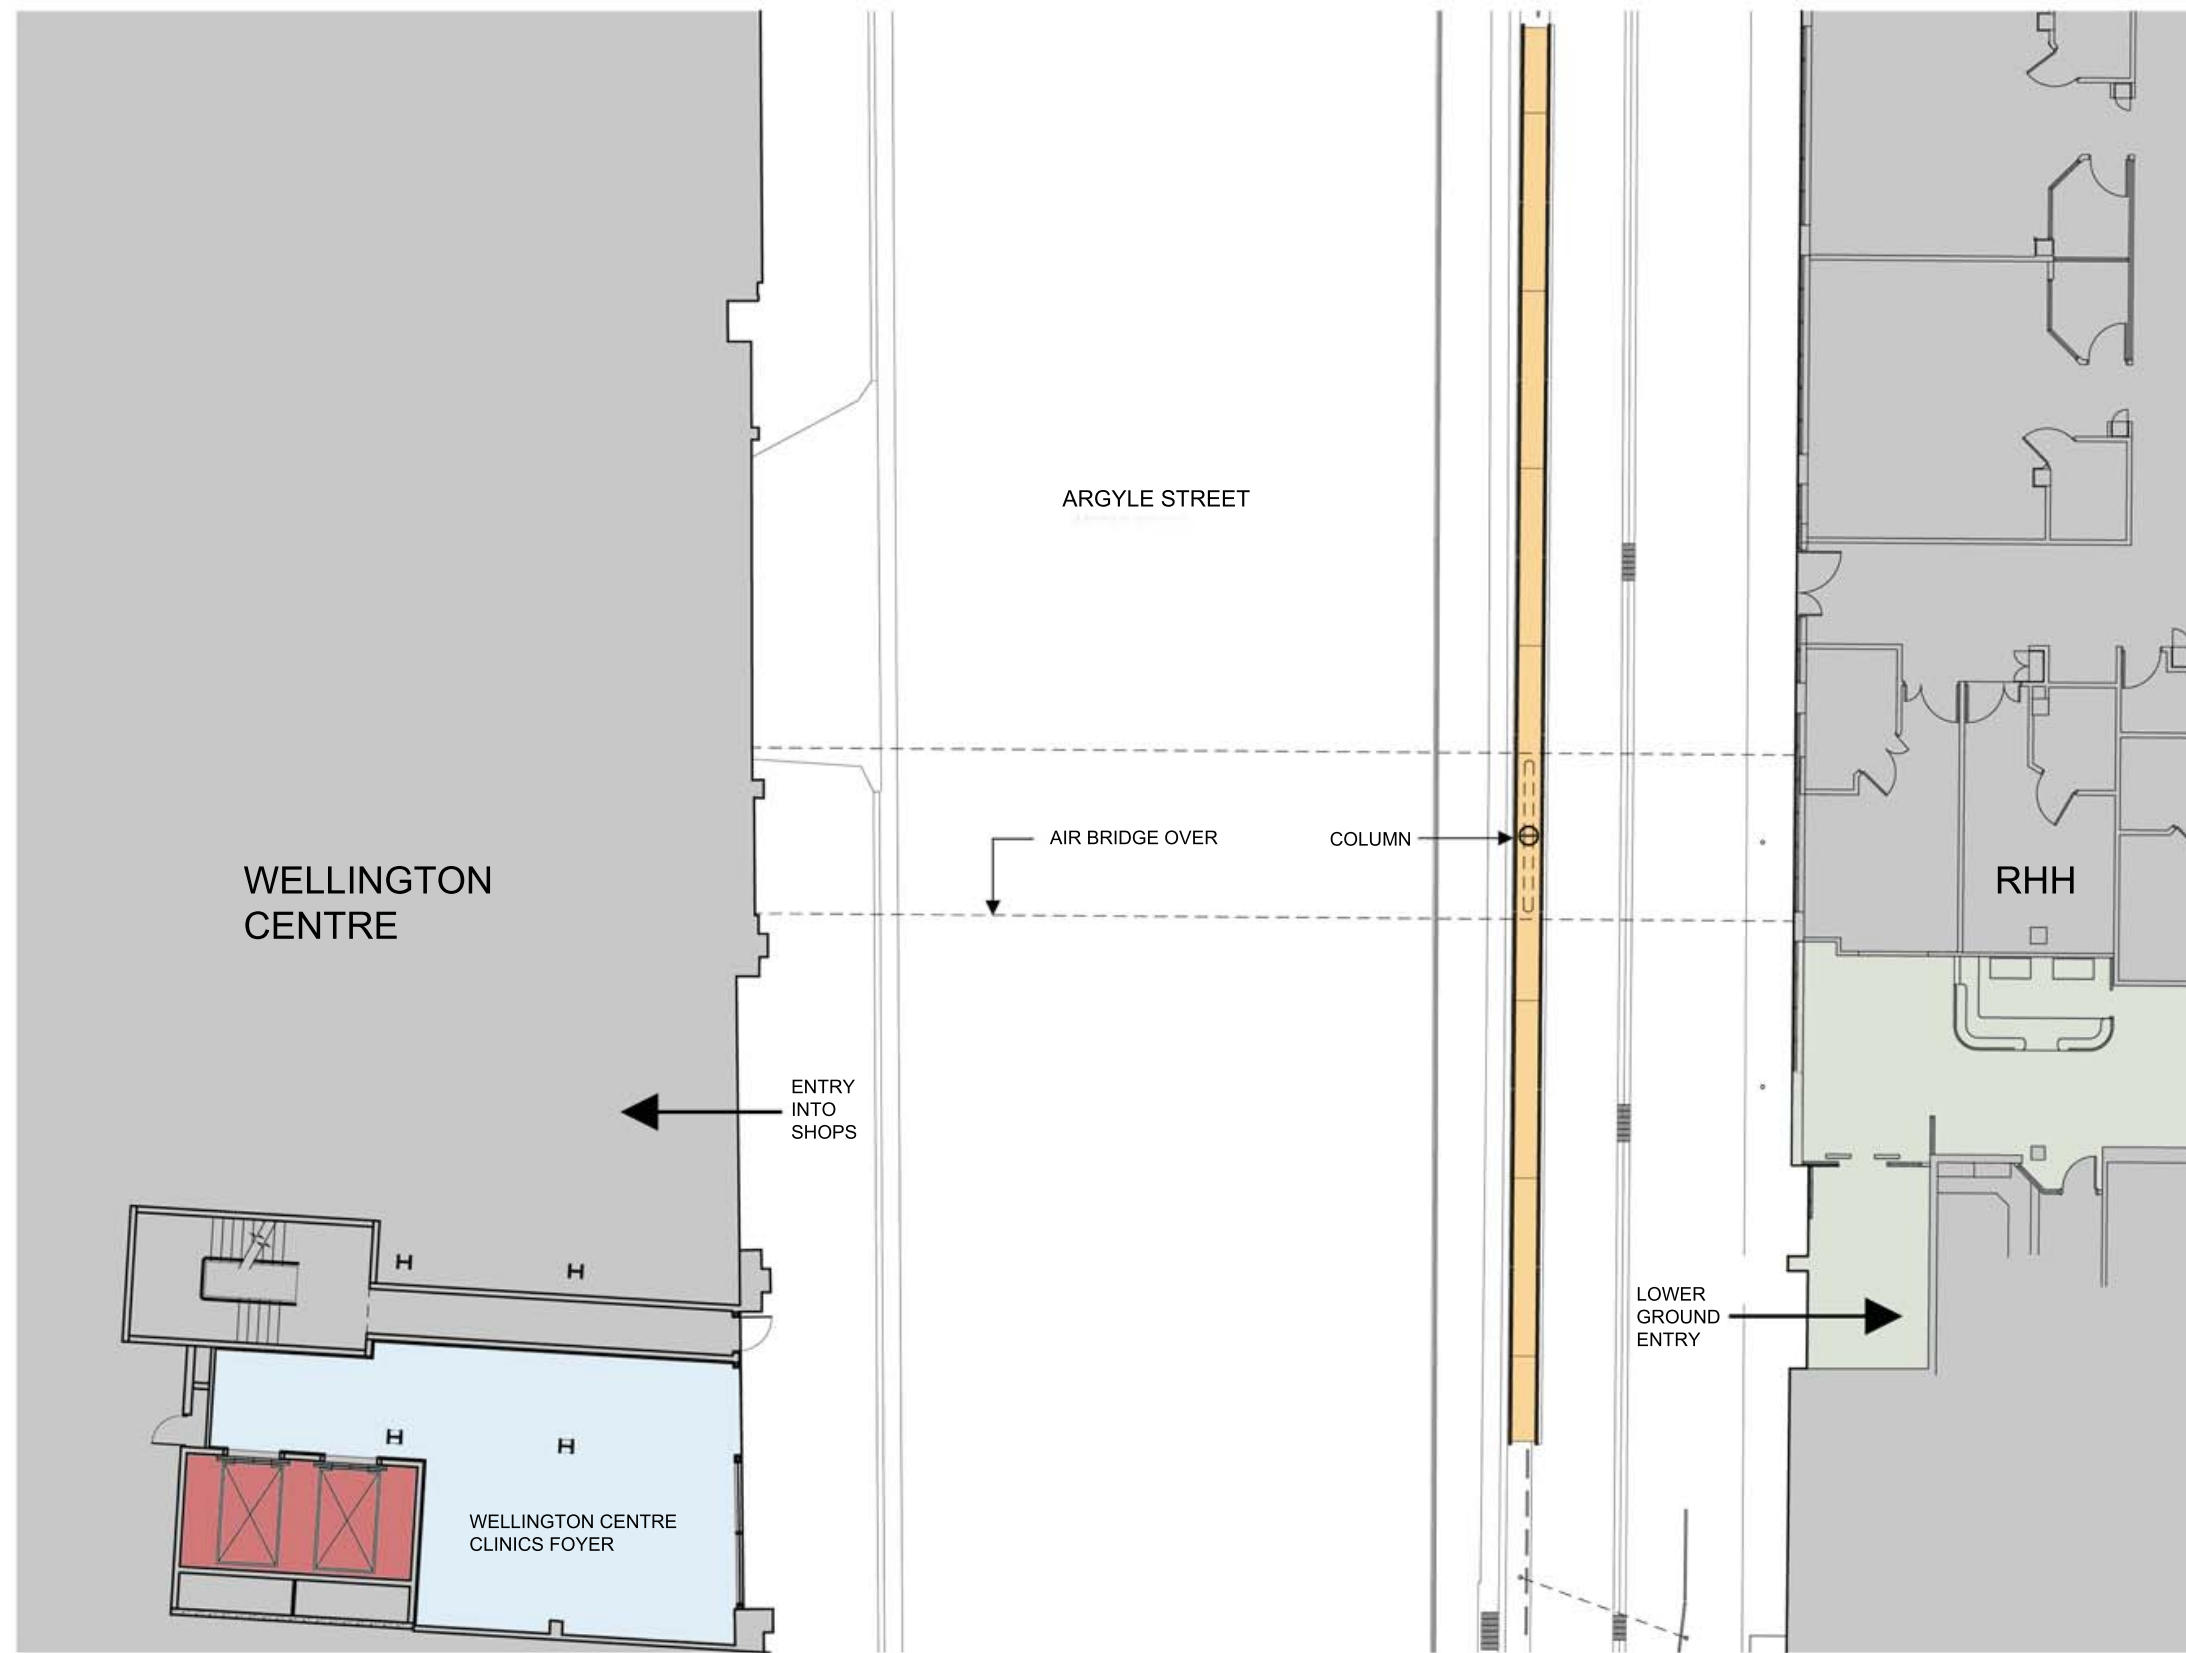 ARGYLE STREET
AIR BRIDGE OVER
COLUMN
WELLINGTON
CENTRE
RHH
ENTRY
INTO
SHOPS
LOWER
GROUND
ENTRY
WELLINGTON CENTRE
CLINICS FOYER